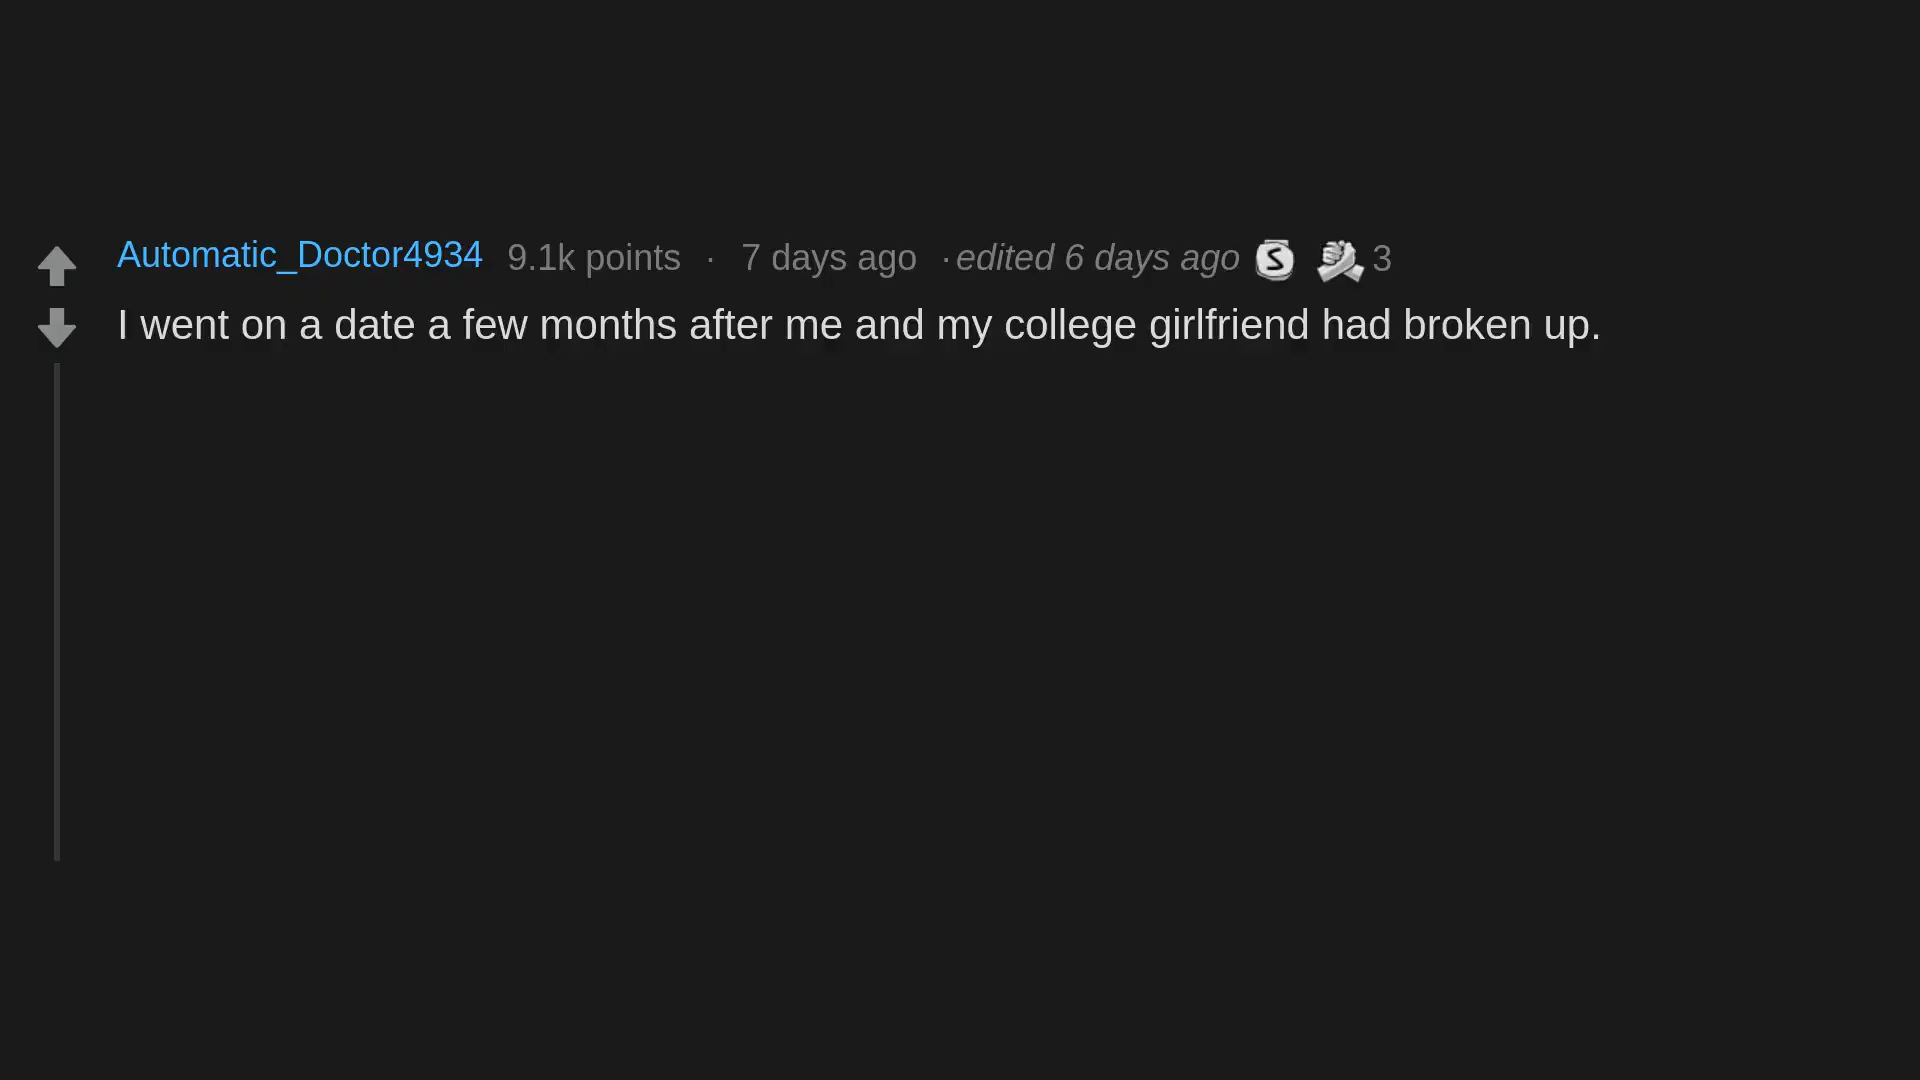 Automatic_Doctor4934 9.1k points · 7 days ago · edited 6 days ago S 3
I went on a date a few months after me and my college girlfriend had broken up.